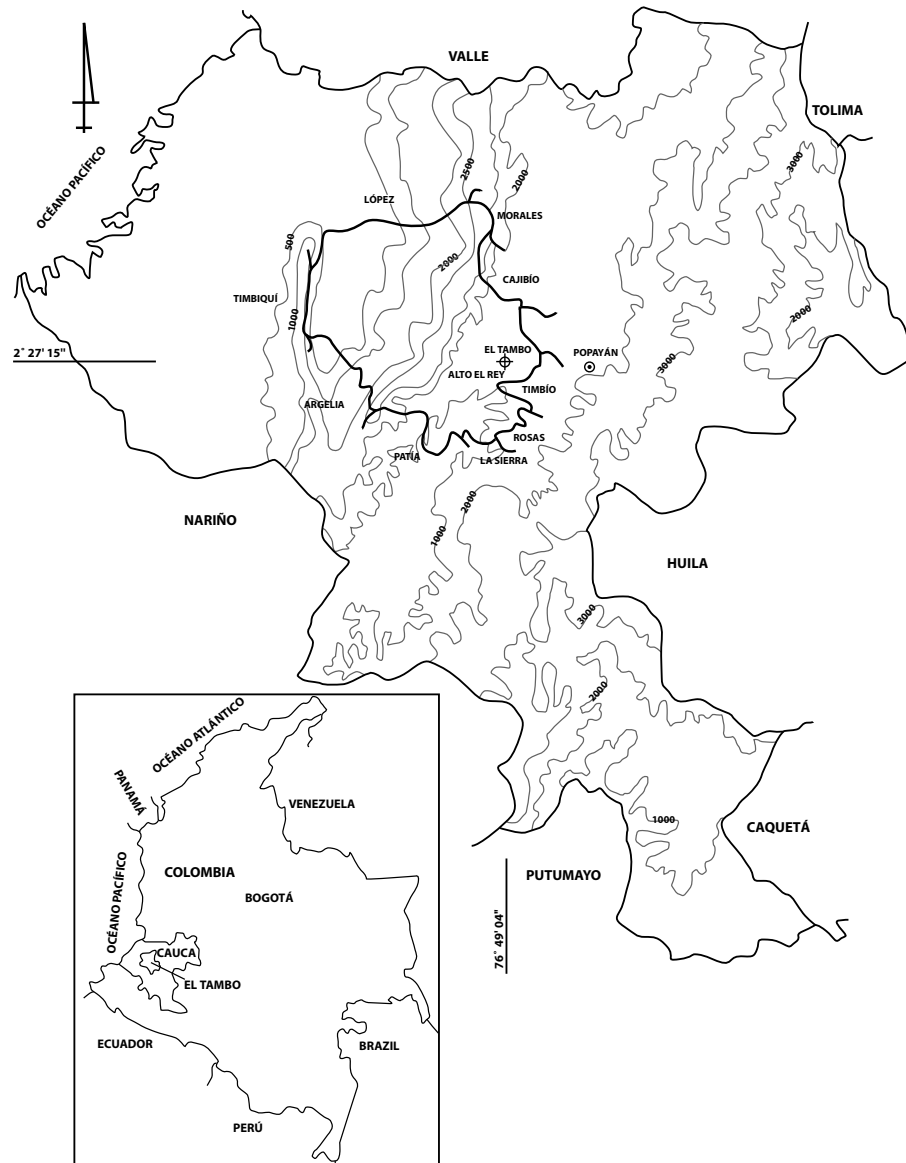 VALLE
TOLIMA
OCÉANO PACÍFICO
3000
2500
2000
LÓPEZ
MORALES
500
2000
CAJIBÍO
TIMBIQUÍ
1000
2000
2° 27' 15"
EL TAMBO
POPAYÁN
3000
ALTO EL REY
TIMBÍO
ARGELIA
ROSAS
PATÍA
LA SIERRA
NARIÑO
1000
2000
HUILA
3000
2000
1000
CAQUETÁ
PUTUMAYO
76° 49' 04"
OCÉANO ATLÁNTICO
PANAMÁ
VENEZUELA
COLOMBIA
BOGOTÁ
OCÉANO PACÍFICO
CAUCA
EL TAMBO
ECUADOR
BRAZIL
PERÚ